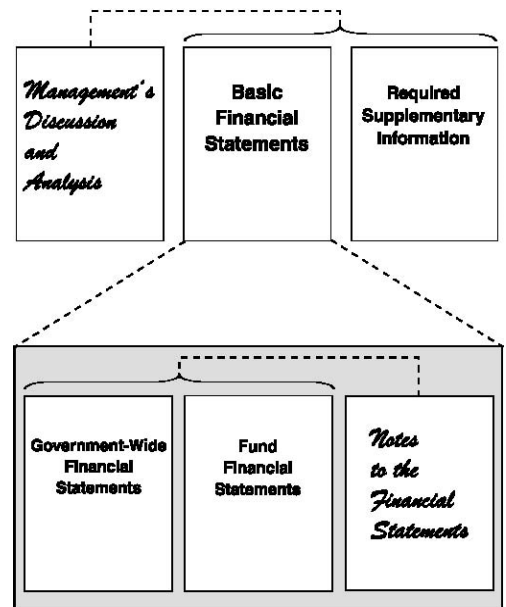 Management's
Discussion
and
Analysis
Basic
Financial
Statements
Required
Supplementary
Information
Government-Wide
Financial
Statements
Fund
Financial
Statements
Notes
to the
Financial
Statements